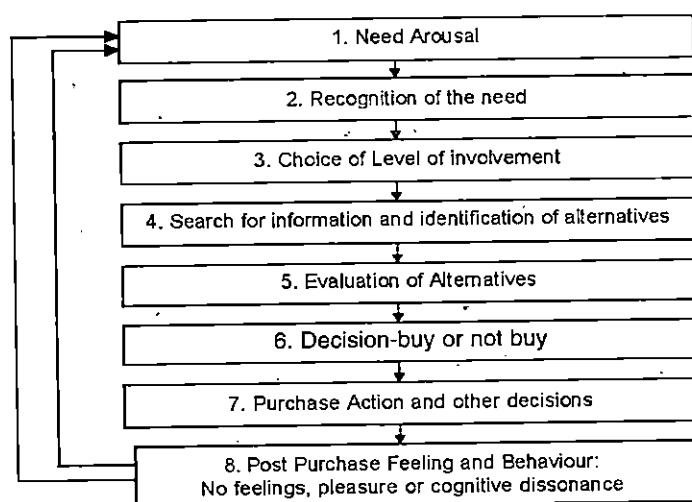 1. Need Arousal
2. Recognition of the need
3. Choice of Level of involvement
4. Search for information and identification of alternatives
5. Evaluation of Alternatives
6. Decision-buy or not buy
7. Purchase Action and other decisions
8. Post Purchase Feeling and Behaviour:
No feelings, pleasure or cognitive dissonance